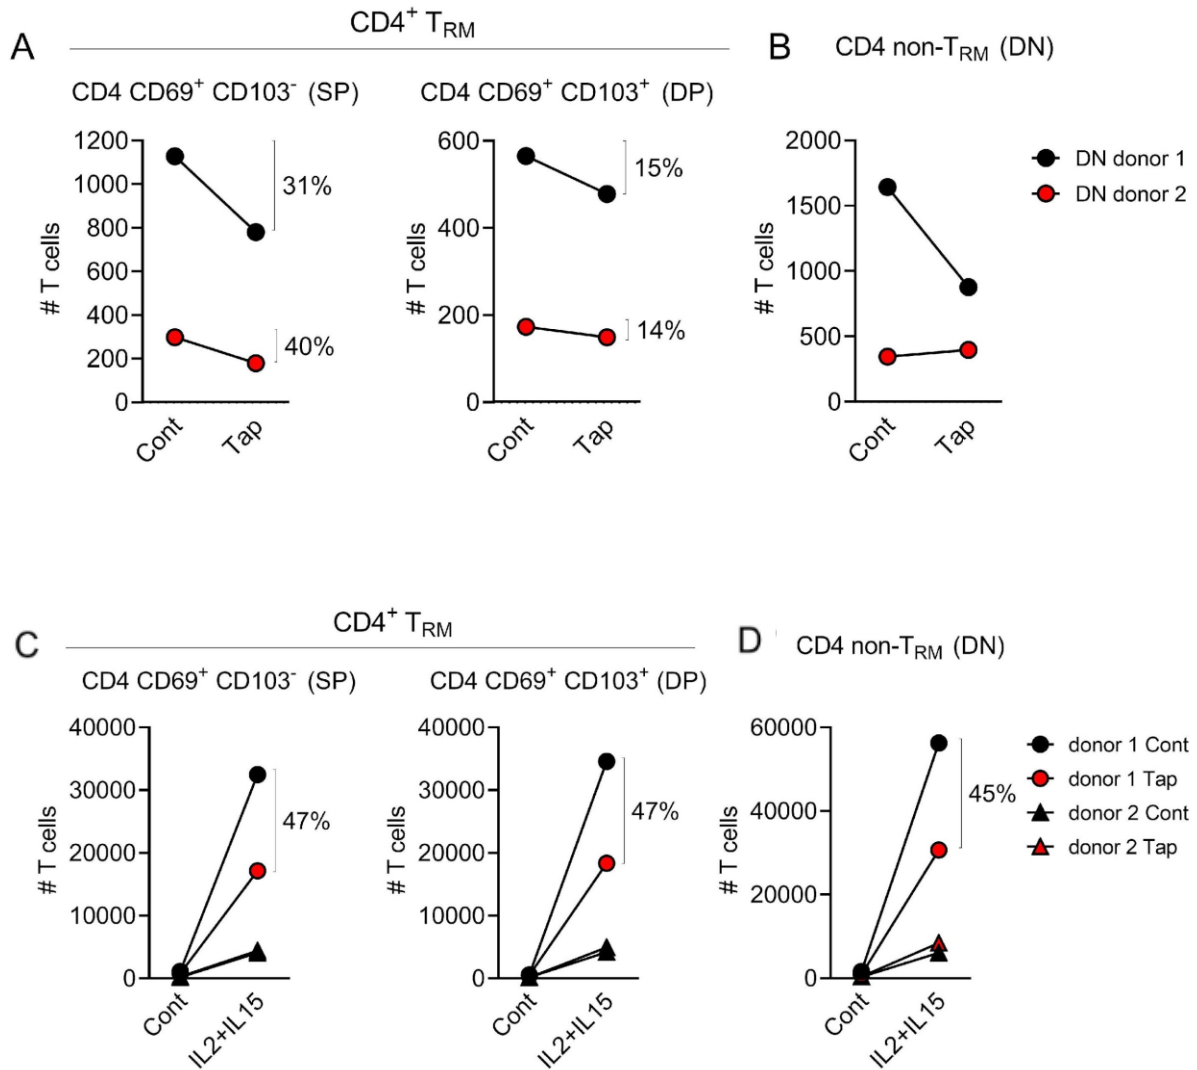 A
CD4+ TRM
CD4 CD69+ CD103- (SP)
# T cells
1200
1000
800
600
400
200
0
31%
40%
Cont
Tap
CD4 CD69+ CD103+ (DP)
# T cells
600
400
200
0
15%
14%
Cont
Tap
B
CD4 non-TRM (DN)
# T cells
2000
1500
1000
500
0
Cont
Tap
DN donor 1
DN donor 2
C
CD4+ TRM
CD4 CD69+ CD103- (SP)
# T cells
40000
30000
20000
10000
0
47%
Cont
IL2+IL15
CD4 CD69+ CD103+ (DP)
# T cells
40000
30000
20000
10000
0
47%
Cont
IL2+IL15
D
CD4 non-TRM (DN)
# T cells
60000
40000
20000
0
45%
Cont
IL2+IL15
donor 1 Cont
donor 1 Tap
donor 2 Cont
donor 2 Tap